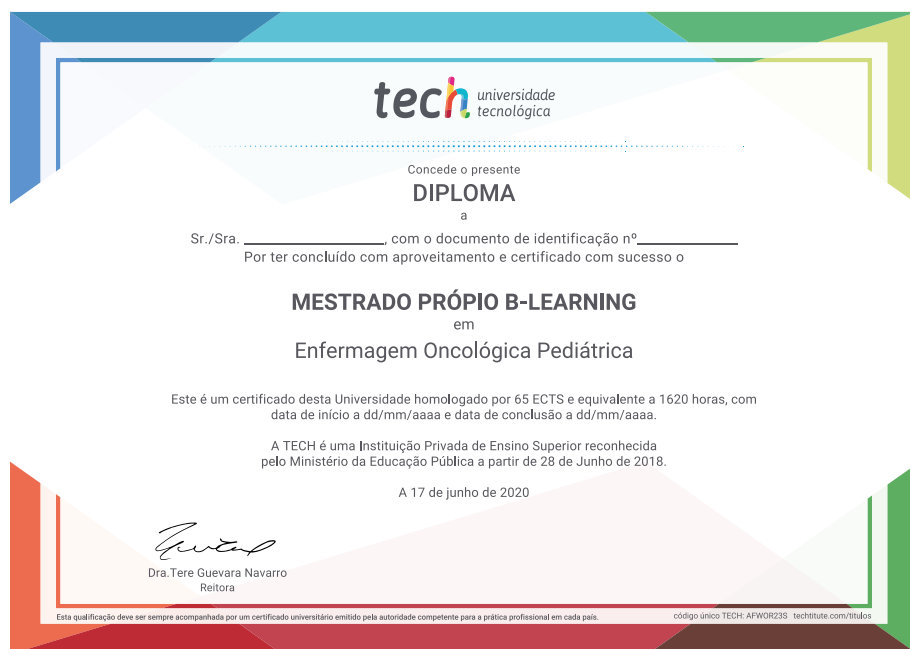 tech universidade
tecnológica
Concede o presente
DIPLOMA
a
Sr./Sra. ________________, com o documento de identificação nº____________
Por ter concluído com aproveitamento e certificado com sucesso o
MESTRADO PRÓPIO B-LEARNING
em
Enfermagem Oncológica Pediátrica
Este é um certificado desta Universidade homologado por 65 ECTS e equivalente a 1620 horas, com
data de início a dd/mm/aaaa e data de conclusão a dd/mm/aaaa.
A TECH é uma Instituição Privada de Ensino Superior reconhecida
pelo Ministério da Educação Pública a partir de 28 de Junho de 2018.
A 17 de junho de 2020
Dra.Tere Guevara Navarro
Reitora
Esta qualificação deve ser sempre acompanhada por um certificado universitário emitido pela autoridade competente para a prática profissional em cada país.
código único TECH: AFWOR23S techtitute.com/titulos